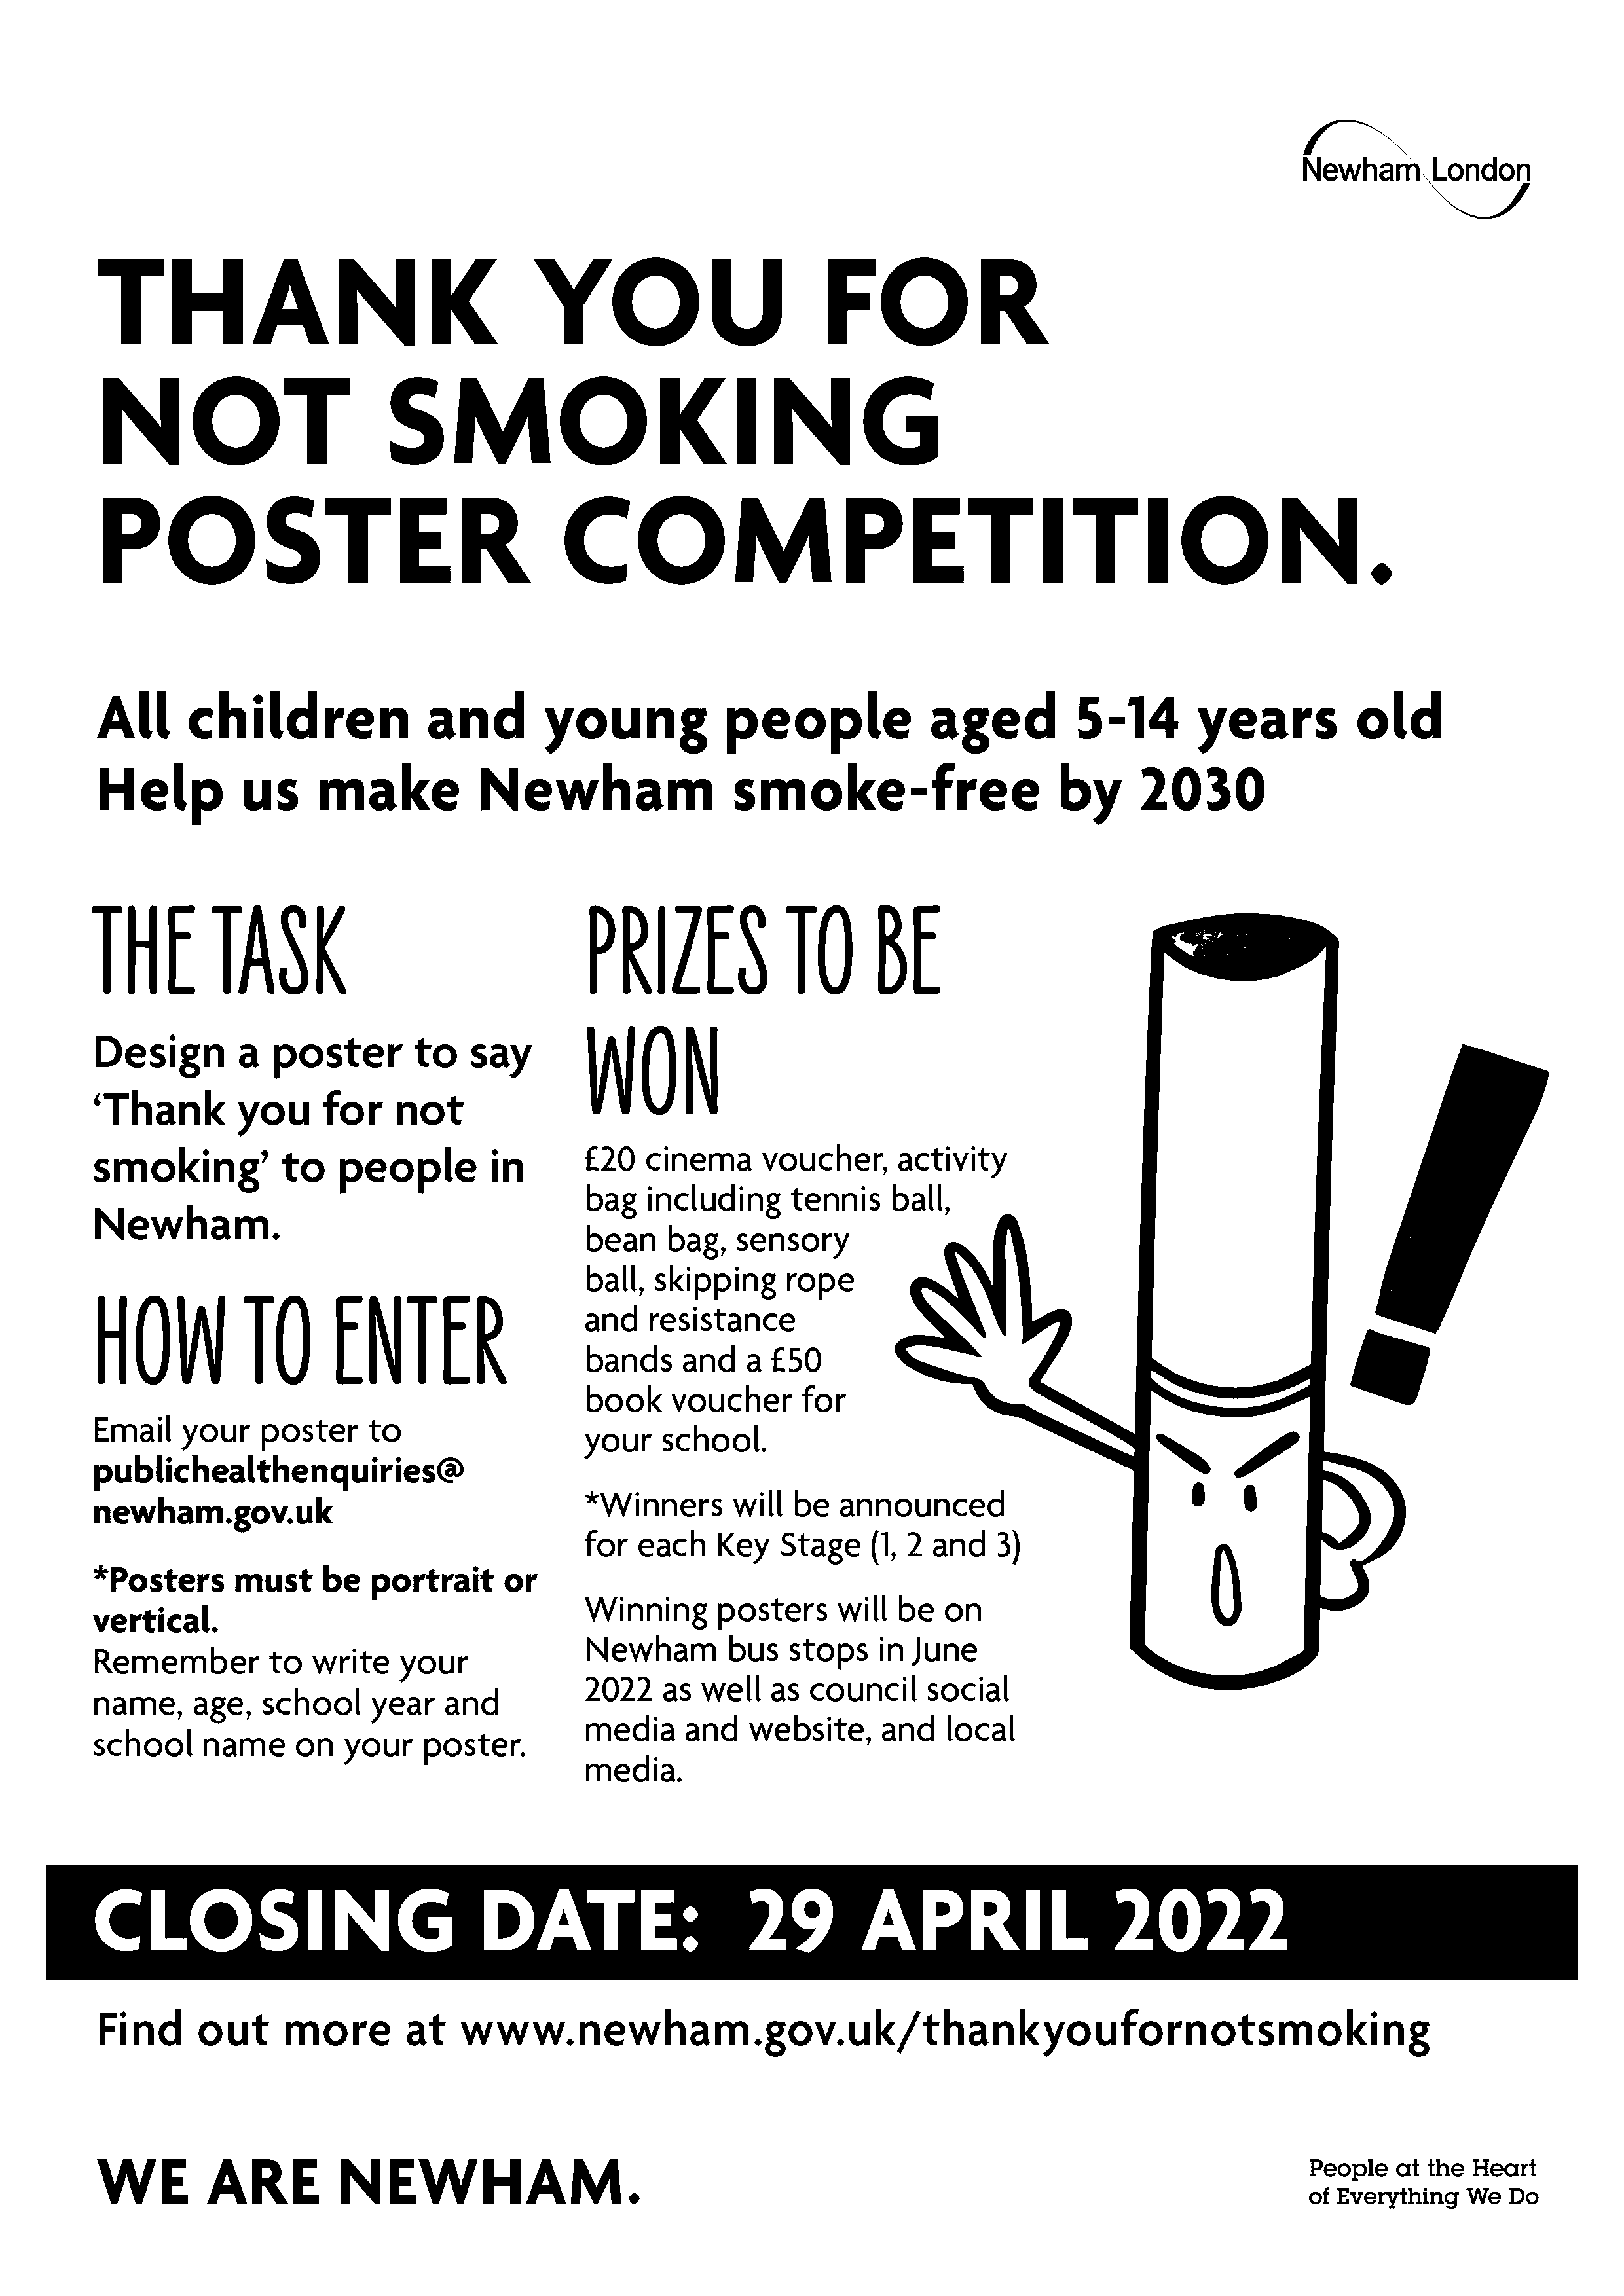 Newham London
THANK YOU FOR
NOT SMOKING
POSTER COMPETITION.
All children and young people aged 5-14 years old
Help us make Newham smoke-free by 2030
THE TASK
Design a poster to say
‘Thank you for not
smoking’ to people in
Newham.
HOW TO ENTER
Email your poster to
publichealthenquiries@
newham.gov.uk
*Posters must be portrait or
vertical.
Remember to write your
name, age, school year and
school name on your poster.
PRIZES TO BE
WON
£20 cinema voucher, activity
bag including tennis ball,
bean bag, sensory
ball, skipping rope
and resistance
bands and a £50
book voucher for
your school.
*Winners will be announced
for each Key Stage (1, 2 and 3)
Winning posters will be on
Newham bus stops in June
2022 as well as council social
media and website, and local
media.
CLOSING DATE: 29 APRIL 2022
Find out more at www.newham.gov.uk/thankyoufornotsmoking
WE ARE NEWHAM.
People at the Heart
of Everything We Do